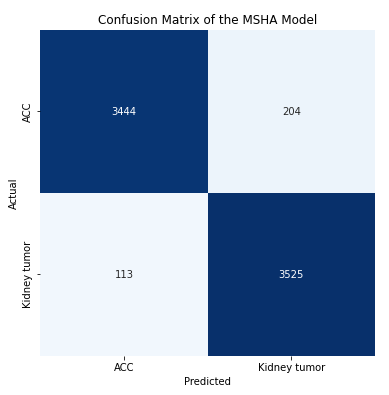 Confusion Matrix of the MSHA Model
ACC
3444
204
Actual
Kidney tumor
113
3525
ACC
Kidney tumor
Predicted